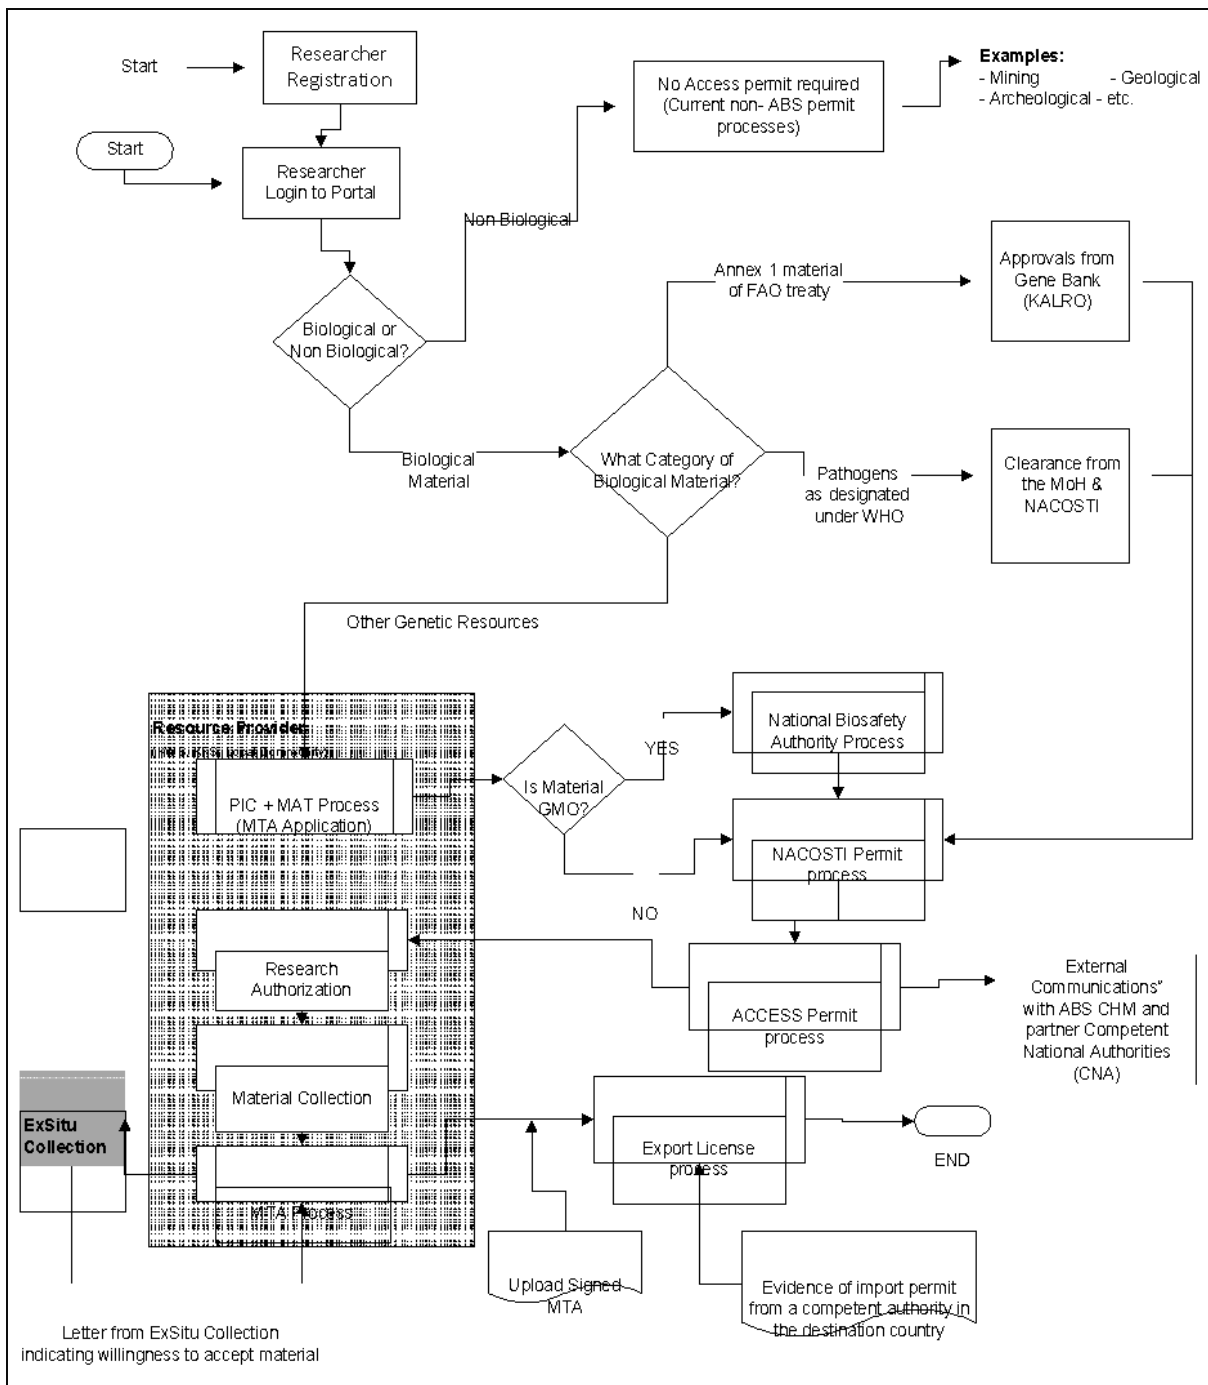 Start
Researcher
Registration
Start
Researcher
Login to Portal
No Access permit required
(Current non- ABS permit
processes)
Examples:
- Mining - Geological
- Archeological - etc.
Non Biological
Biological or
Non Biological?
Annex 1 material
of FAO treaty
Approvals from
Gene Bank
(KALRO)
Biological
Material
What Category of
Biological Material?
Pathogens
as designated
under WHO
Clearance from
the MoH &
NACOSTI
Other Genetic Resources
Resource Provider
PIC + MAT Process
(MTA Application)
Is Material
GMO?
YES
NO
National Biosafety
Authority Process
NACOSTI Permit
process
Research
Authorization
ACCESS Permit
process
External
Communications"
with ABS CHM and
partner Competent
National Authorities
(CNA)
Material Collection
ExSitu
Collection
MTA Process
Export License
process
END
Upload Signed
MTA
Evidence of import permit
from a competent authority in
the destination country
Letter from ExSitu Collection
indicating willingness to accept material